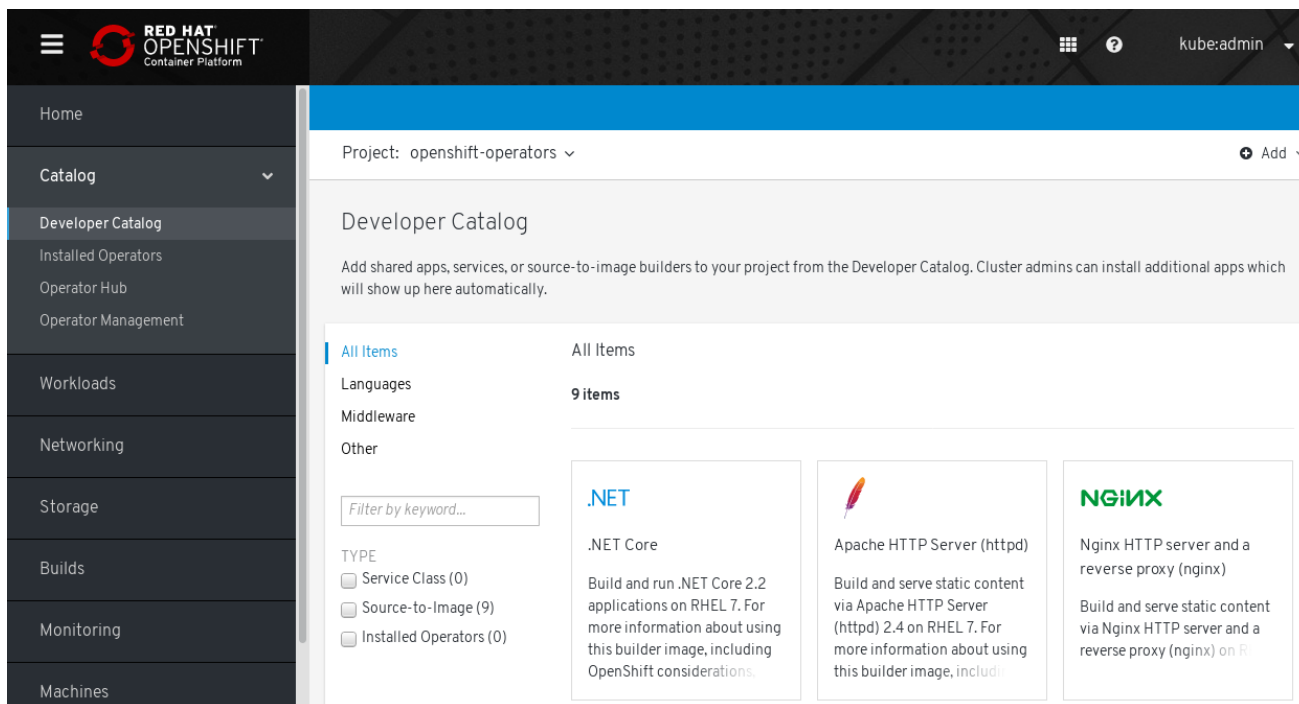 RED HAT
OPENSHIFT
Container Platform
kube:admin
Home
Catalog
Developer Catalog
Installed Operators
Operator Hub
Operator Management
Workloads
Networking
Storage
Builds
Monitoring
Machines
Project: openshift-operators
Add
Developer Catalog
Add shared apps, services, or source-to-image builders to your project from the Developer Catalog. Cluster admins can install additional apps which
will show up here automatically.
All Items
Languages
Middleware
Other
Filter by keyword...
TYPE
Service Class (0)
Source-to-Image (9)
Installed Operators (0)
All Items
9 items
.NET
.NET Core
Build and run .NET Core 2.2
applications on RHEL 7. For
more information about using
this builder image, including
OpenShift considerations,
Apache HTTP Server (httpd)
Build and serve static content
via Apache HTTP Server
(httpd) 2.4 on RHEL 7. For
more information about using
this builder image, includin
NGINX
Nginx HTTP server and a
reverse proxy (nginx)
Build and serve static content
via Nginx HTTP server and a
reverse proxy (nginx) on R